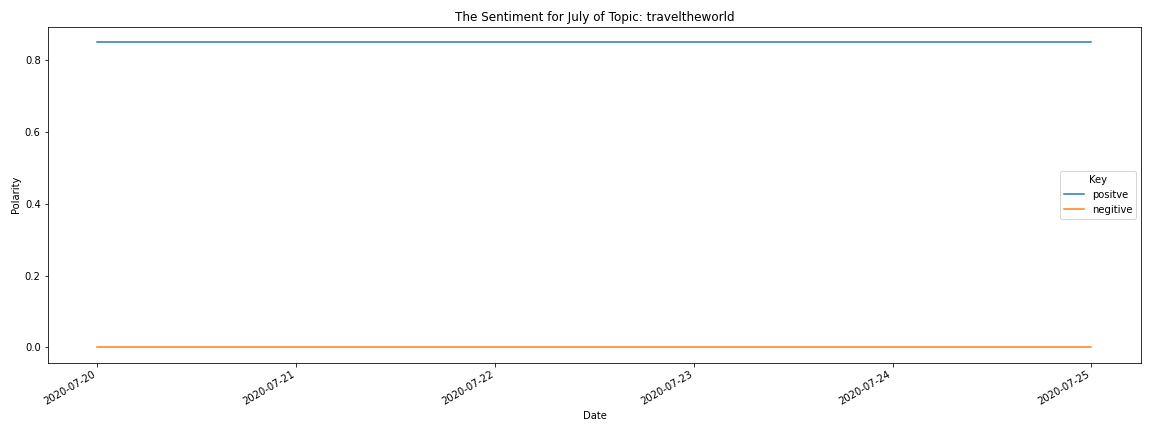 The Sentiment for July of Topic: traveltheworld
Polarity
0.8
0.6
0.4
0.2
0.0
Key
positve
negitive
2020-07-20
2020-07-21
2020-07-22
2020-07-23
2020-07-24
2020-07-25
Date